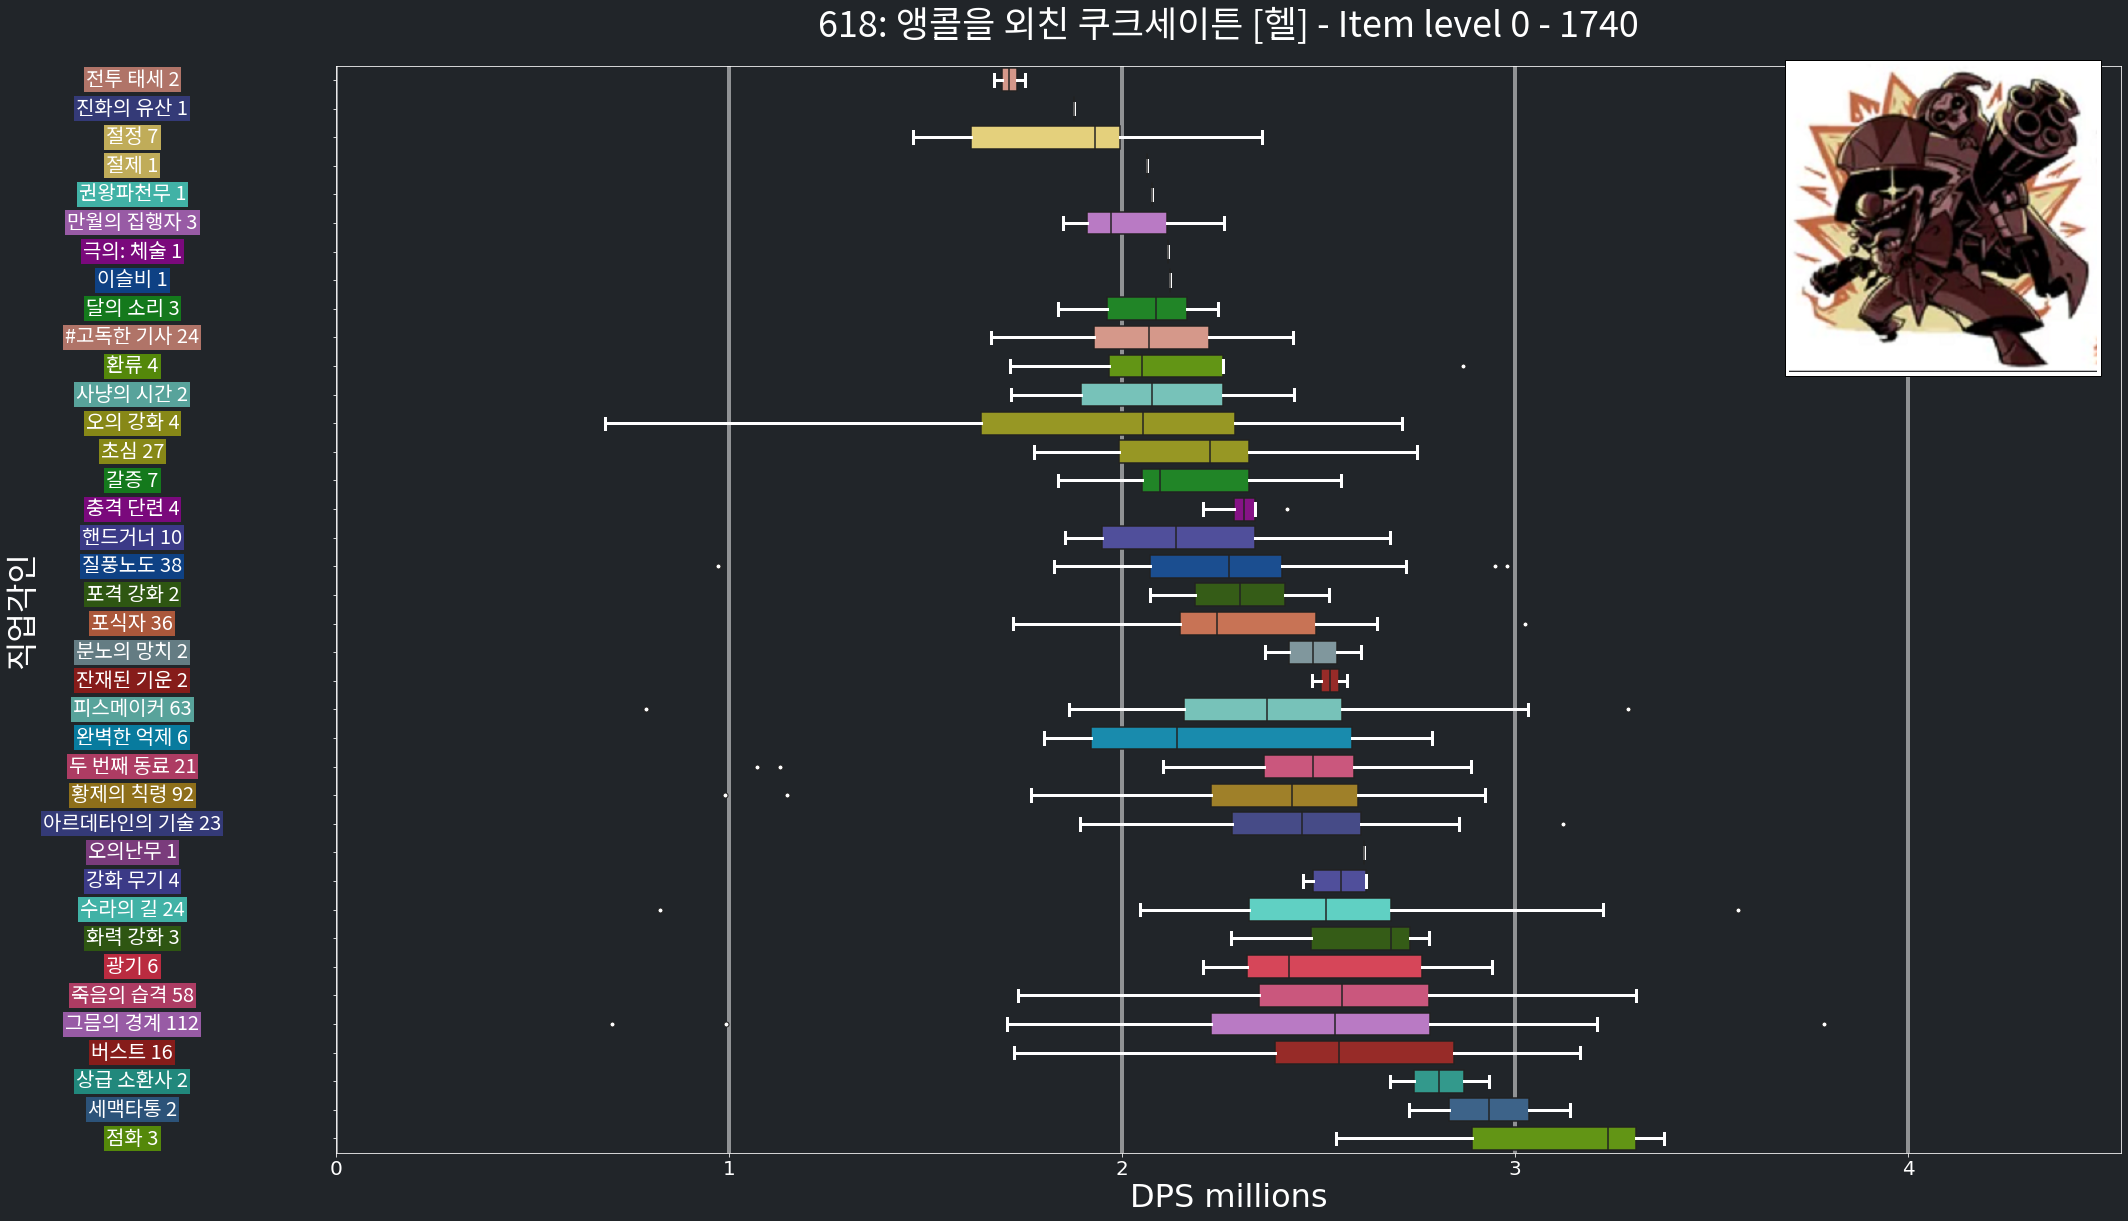 618: 앵콜을 외친 쿠크세이튼 [헬] - Item level 0 - 1740
전투 태세 2
진화의 유산 1
절정 7
절제 1
권왕파천무 1
만월의 집행자 3
극의: 체술 1
이슬비 1
달의 소리 3
#고독한 기사 24
환류 4
사냥의 시간 2
오의 강화 4
초심 27
갈증 7
충격 단련 4
핸드거너 10
질풍노도 38
포격 강화 2
포식자 36
분노의 망치 2
잔재된 기운 2
피스메이커 63
완벽한 억제 6
두 번째 동료 21
황제의 칙령 92
아르데타인의 기술 23
오의난무 1
강화 무기 4
수라의 길 24
화력 강화 3
광기 6
죽음의 습격 58
그믐의 경계 112
버스트 16
상급 소환사 2
세맥타통 2
점화 3
직업각인
0 1 2 3 4
DPS millions